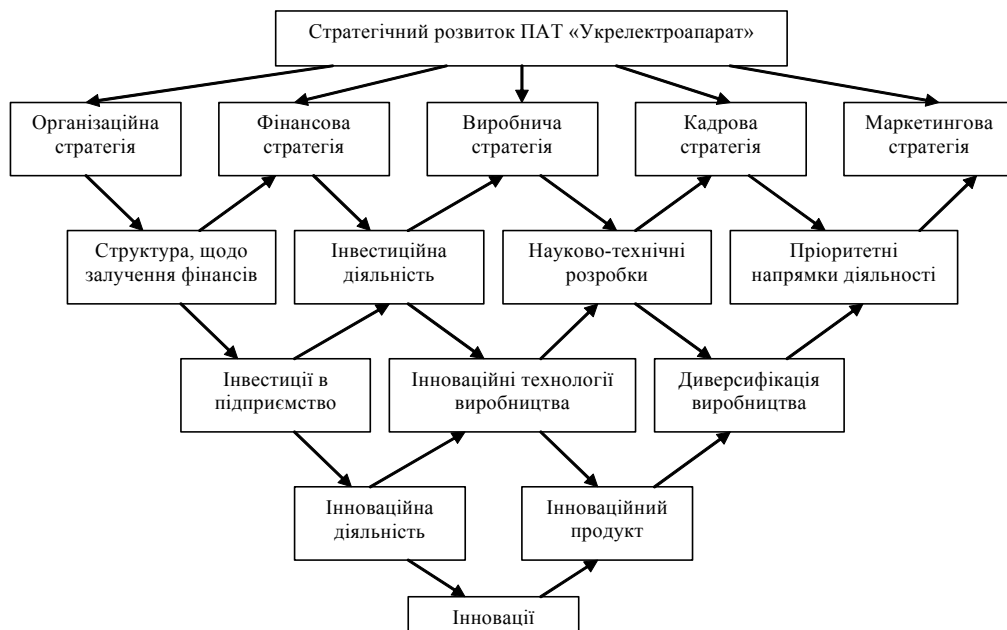 Стратегічний розвиток ПАТ «Укрелектроапарат»
Організаційна
стратегія
Фінансова
стратегія
Виробнича
стратегія
Кадрова
стратегія
Маркетингова
стратегія
Структура, щодо
залучення фінансів
Інвестиційна
діяльність
Науково-технічні
розробки
Пріоритетні
напрямки діяльності
Інвестиції в
підприємство
Інноваційні технології
виробництва
Диверсифікація
виробництва
Інноваційна
діяльність
Інноваційний
продукт
Інновації